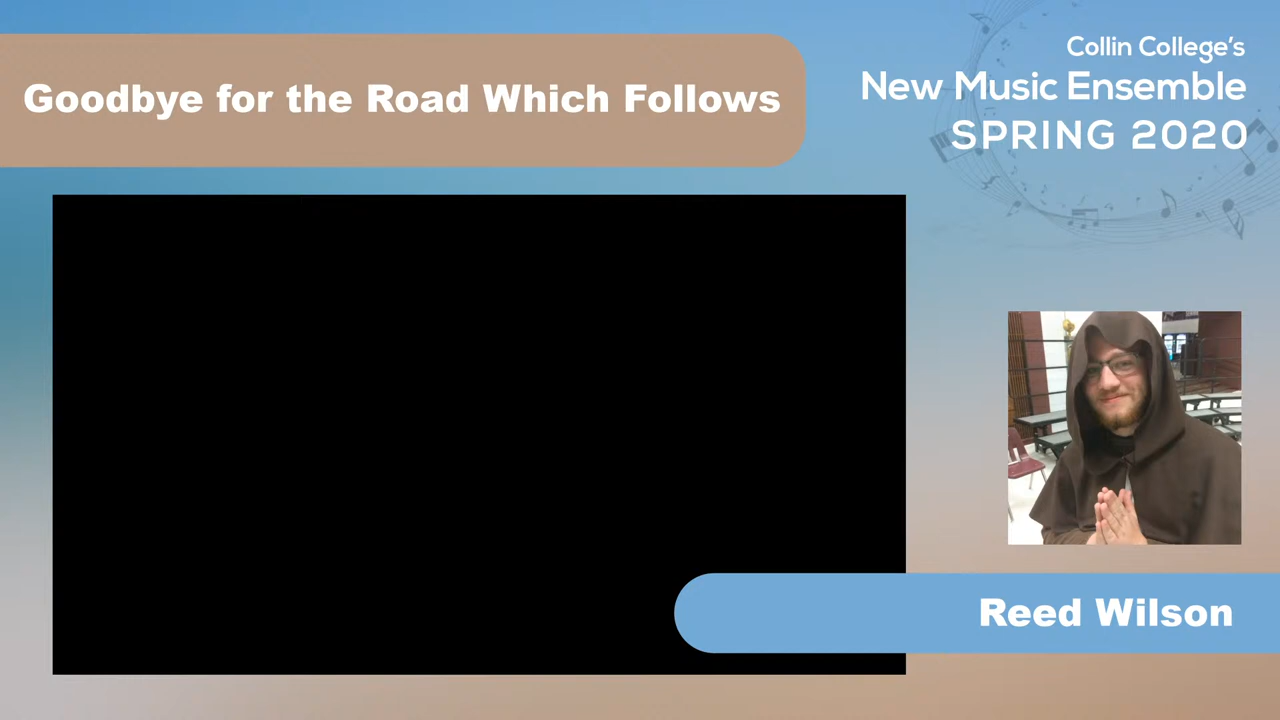 Goodbye for the Road Which Follows
Collin College's
New Music Ensemble
SPRING 2020
Reed Wilson